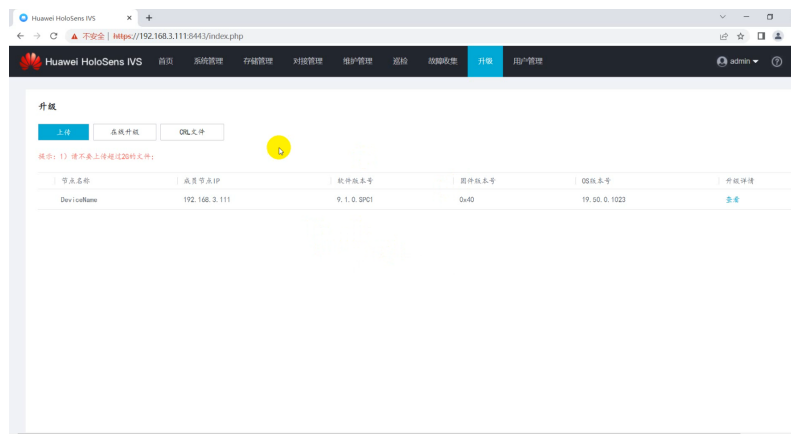 Huawei HoloSens IVS
不安全 | https://192.168.3.111:8443/index.php
Huawei HoloSens IVS 首页 系统管理 存储管理 对接管理 维护管理 巡检 故障收集 升级 用户管理 admin
升级
上传 在线升级 CRL文件
提示: 1) 请不要上传超过2G的文件;
节点名称 成员节点IP 软件版本号 固件版本号 OS版本号 升级详情
DeviceName 192.168.3.111 9.1.0.SPC1 0x40 19.50.0.1023 查看